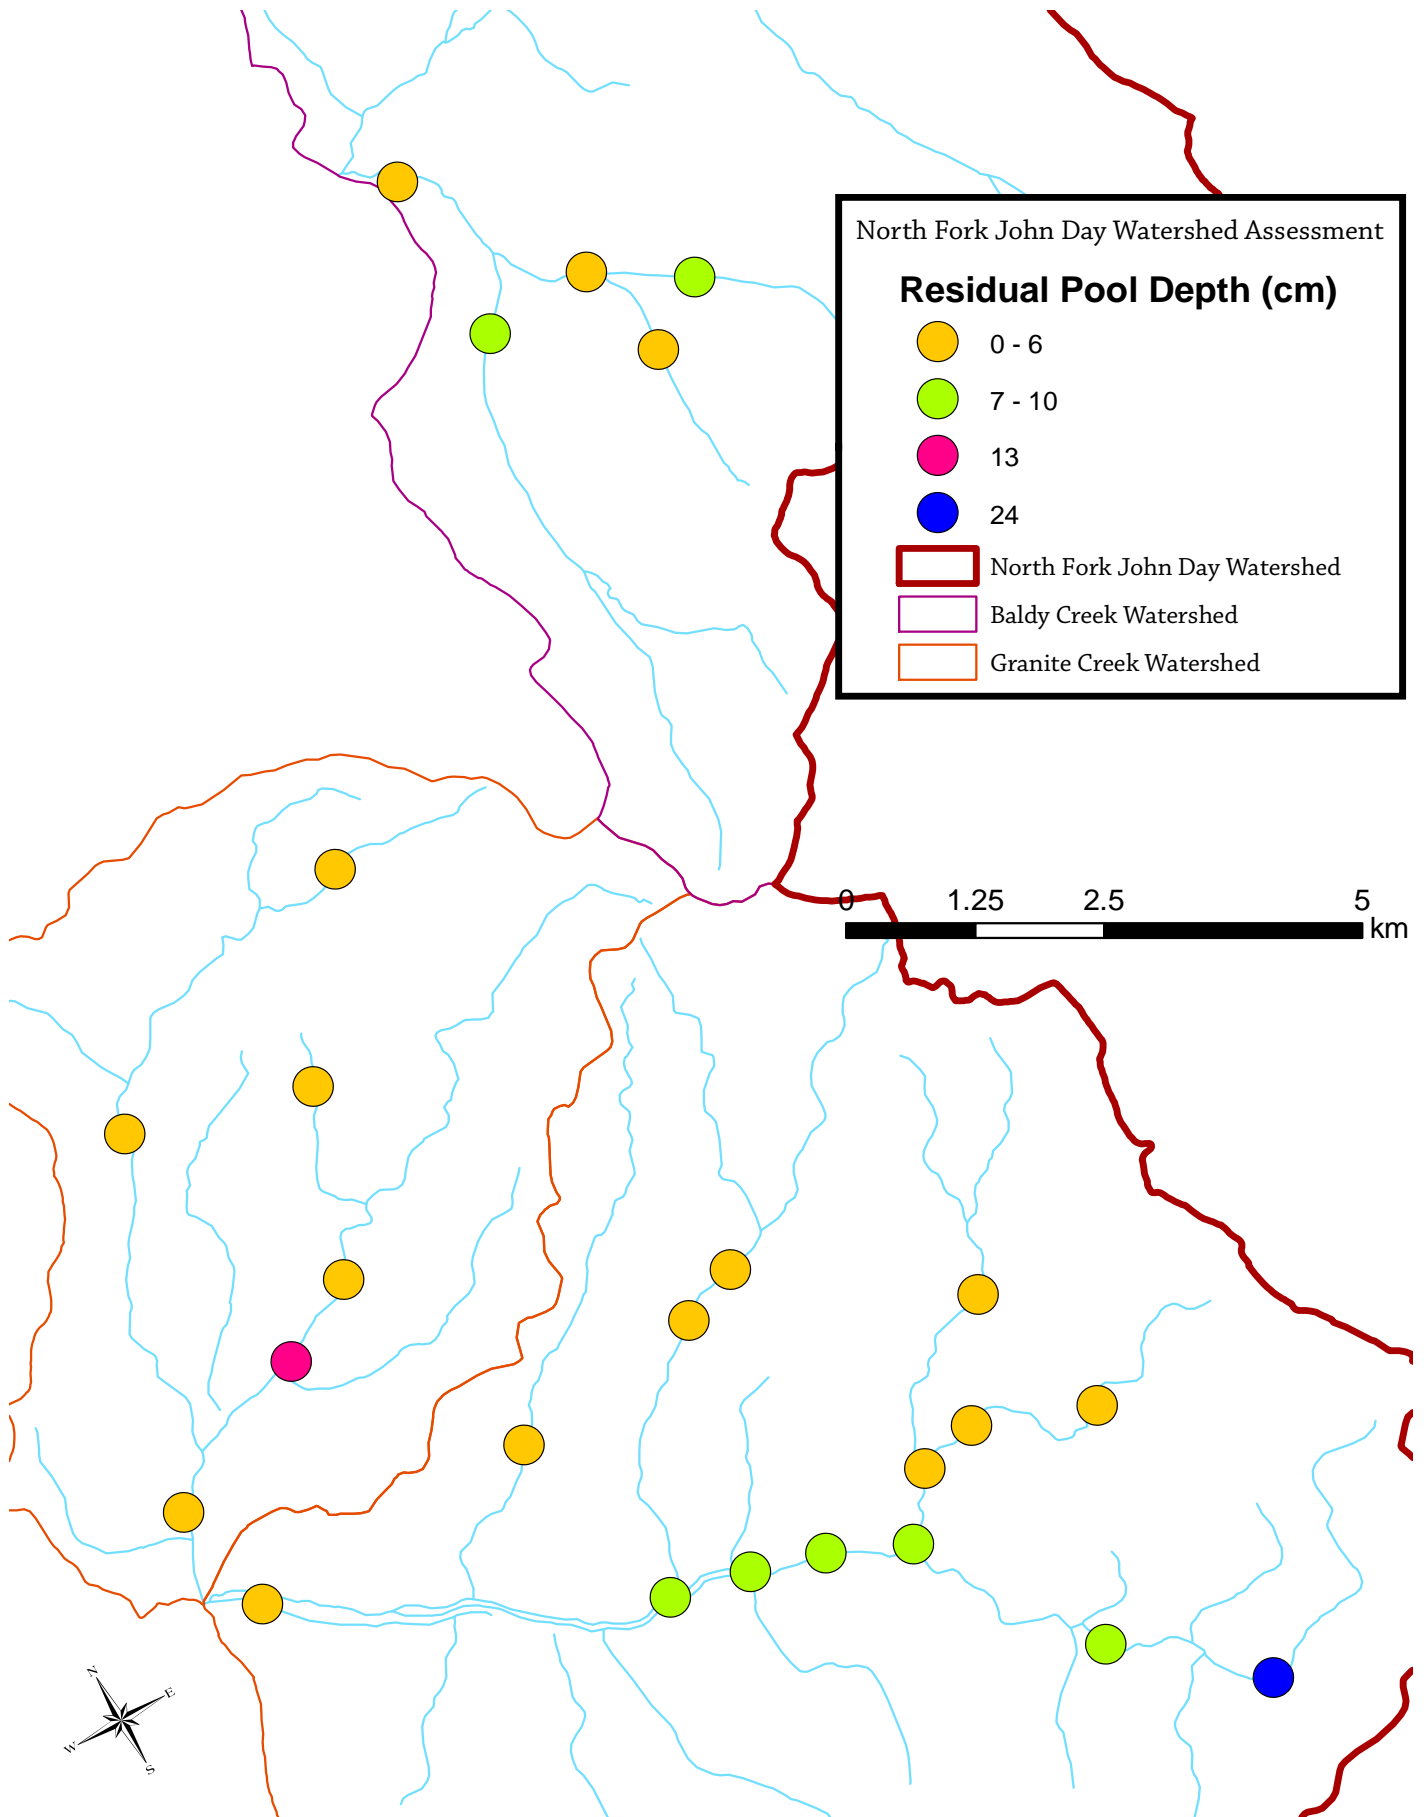 North Fork John Day Watershed Assessment
Residual Pool Depth (cm)
0 - 6
7 - 10
13
24
North Fork John Day Watershed
Baldy Creek Watershed
Granite Creek Watershed
0 1.25 2.5 5
km
N
E
W
S